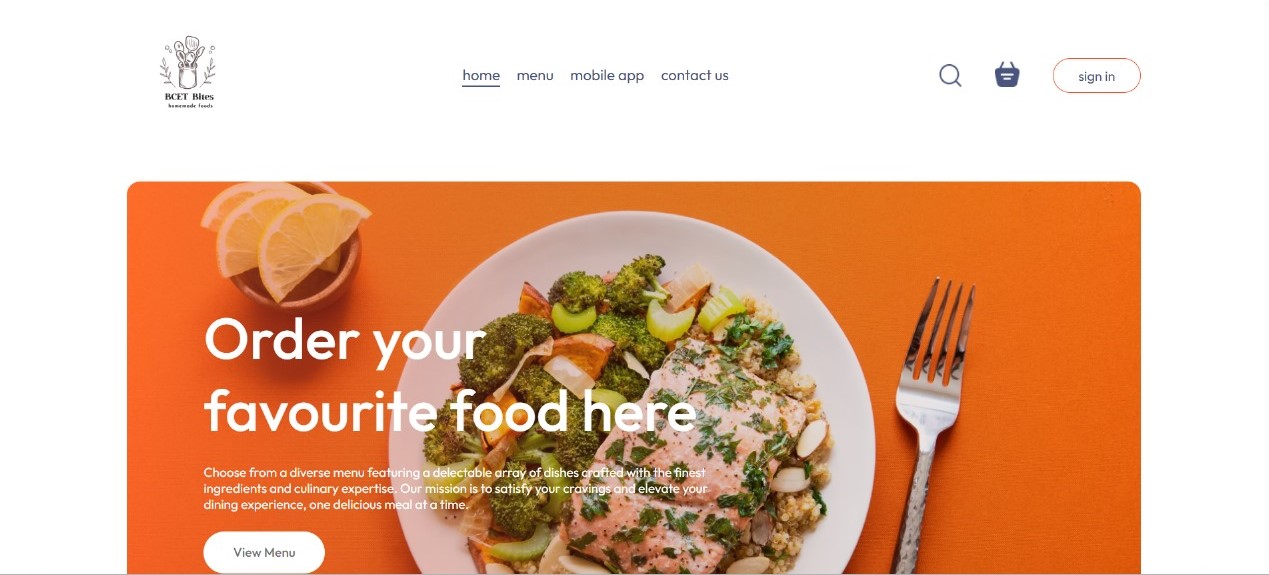 BCET Bites
homemade foods
home menu mobile app contact us
sign in
Order your
favourite food here
Choose from a diverse menu featuring a delectable array of dishes crafted with the finest
ingredients and culinary expertise. Our mission is to satisfy your cravings and elevate your
dining experience, one delicious meal at a time.
View Menu